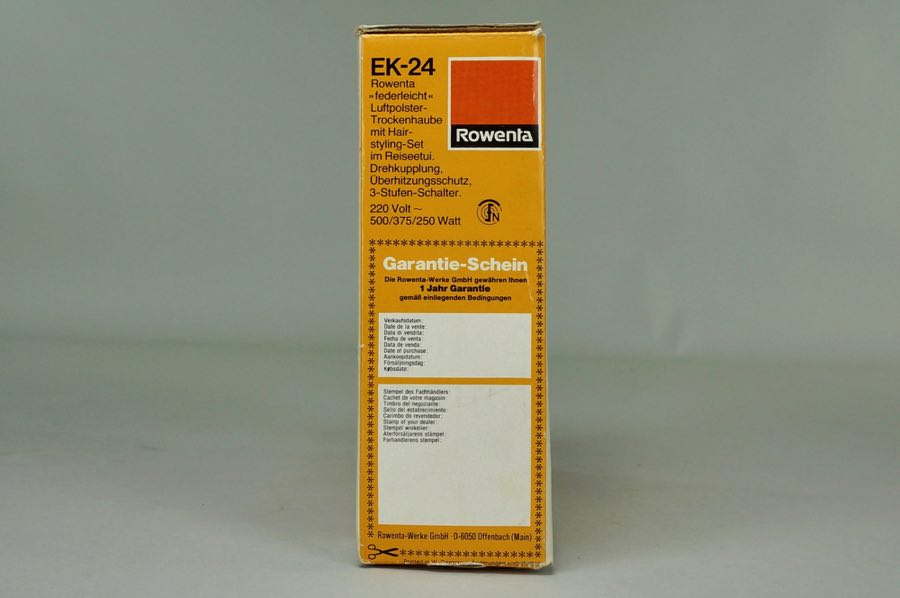 EK-24
Rowenta
»federleicht«
Luftpolster-
Trockenhaube
mit Hair-
styling-Set
im Reiseetui.
Drehkupplung,
Überhitzungsschutz,
3-Stufen-Schalter.
220 Volt ~
500/375/250 Watt
Rowenta
Garantie-Schein
Die Rowenta-Werke GmbH gewähren Ihnen
1 Jahr Garantie
gemäß einliegenden Bedingungen
Verkaufsdatum:
Date de la vente:
Data di vendita:
Fecha de venta:
Data de venda:
Date of purchase:
Aankoopdatum:
Försäljningsdag:
Købsdato:
Stempel des Fachhändlers:
Cachet de votre magasin:
Timbro del negoziante:
Sello del establecimiento:
Carimbo do revendedor:
Stamp of your dealer:
Stempel winkelier:
Återförsäljarens stämpel:
Forhandlerens stempel:
Rowenta-Werke GmbH · D-6050 Offenbach (Main)
Printed in W.-Germany